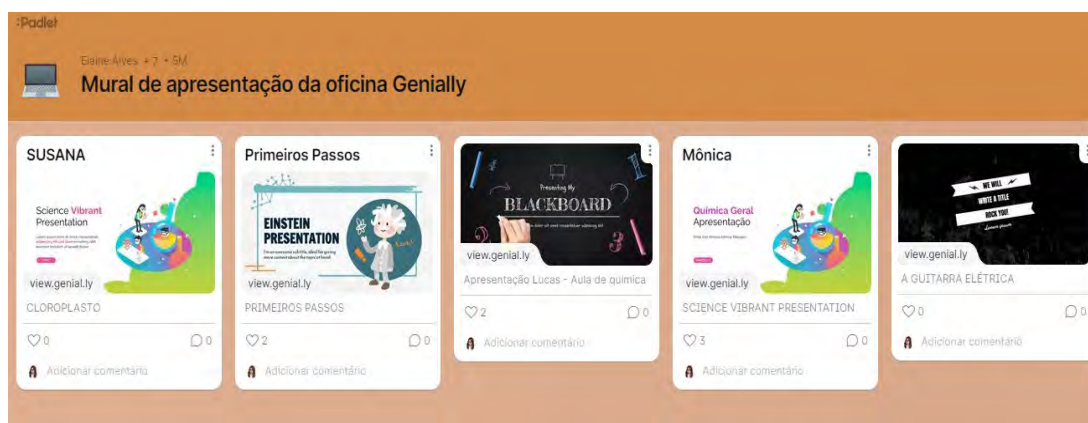 :Padlet
Elaine Alves + 7 • 5M
Mural de apresentação da oficina Genially
SUSANA
Science Vibrant
Presentation
view.genial.ly
CLOROPLASTO
0 0
Adicionar comentário
Primeiros Passos
EINSTEIN
PRESENTATION
view.genial.ly
PRIMEIROS PASSOS
2 0
Adicionar comentário
Presenting My
BLACKBOARD
view.genial.ly
Apresentação Lucas - Aula de química
2 0
Adicionar comentário
Mônica
Química Geral
Apresentação
view.genial.ly
SCIENCE VIBRANT PRESENTATION
3 0
Adicionar comentário
WE WILL
WRITE A TITLE
ROCK YOU!
Lorem ipsum
view.genial.ly
A GUITARRA ELÉTRICA
0 0
Adicionar comentário